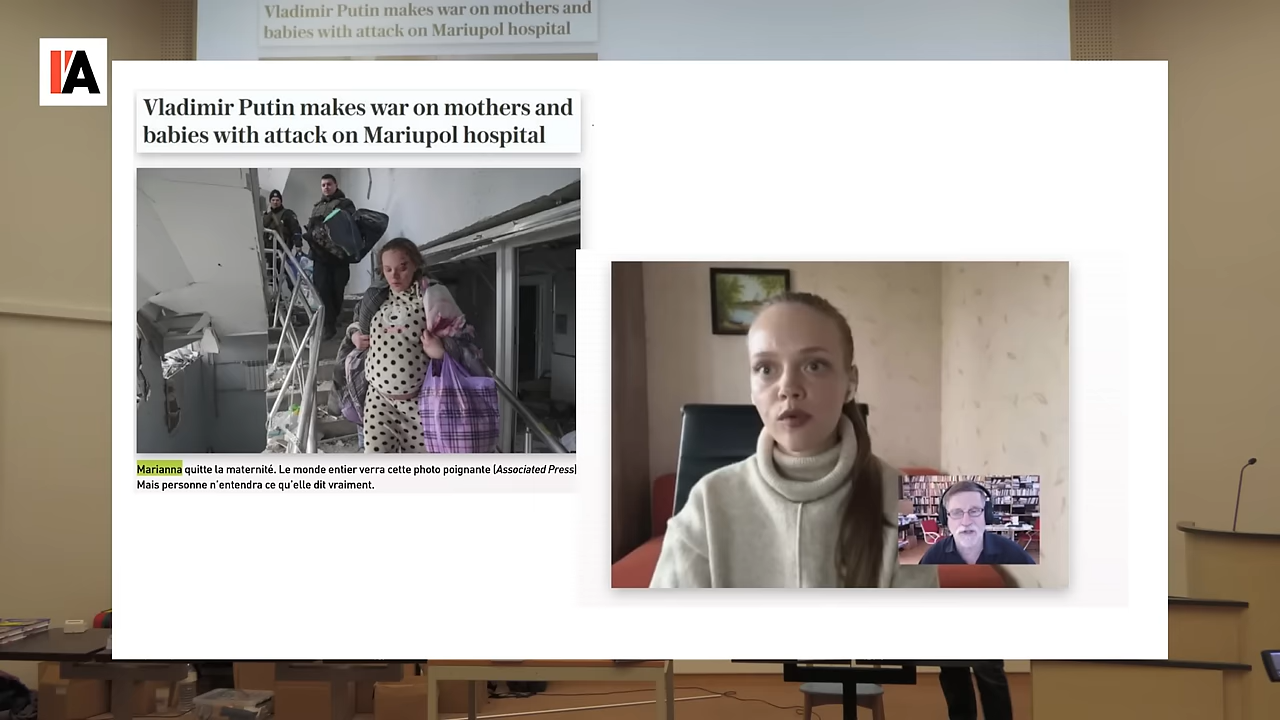 Vladimir Putin makes war on mothers and
babies with attack on Mariupol hospital
I'A
Vladimir Putin makes war on mothers and
babies with attack on Mariupol hospital
Marianna quitte la maternité. Le monde entier verra cette photo poignante (Associated Press)
Mais personne n'entendra ce qu'elle dit vraiment.